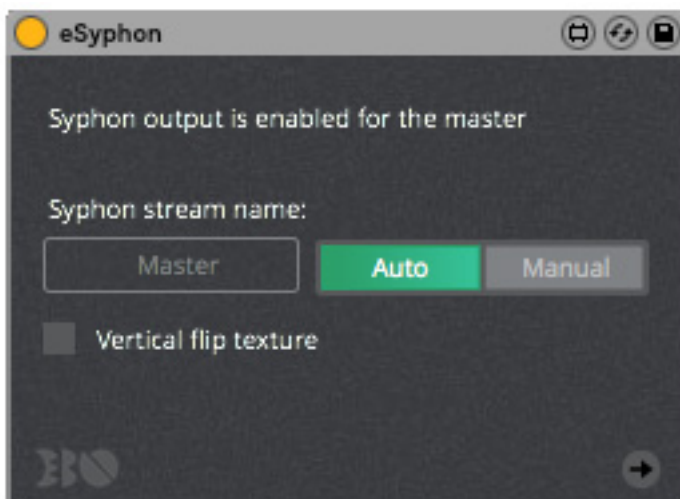 eSyphon
Syphon output is enabled for the master
Syphon stream name:
Master
Auto
Manual
Vertical flip texture